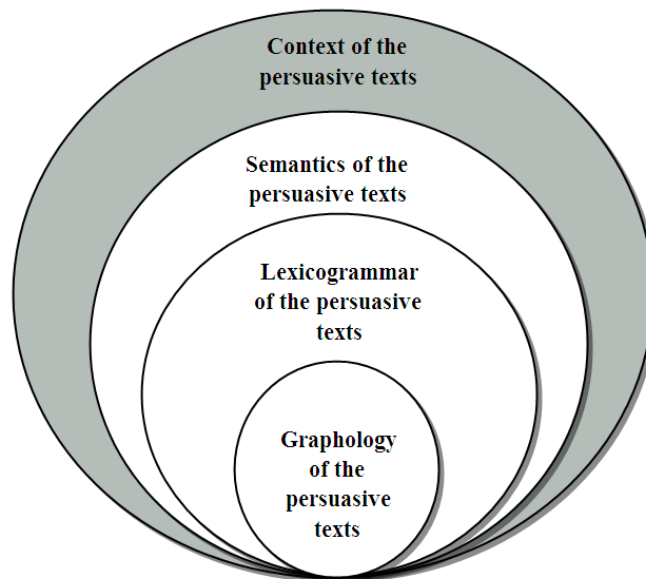 Context of the
persuasive texts
Semantics of the
persuasive texts
Lexicogrammar
of the persuasive
texts
Graphology
of the
persuasive
texts